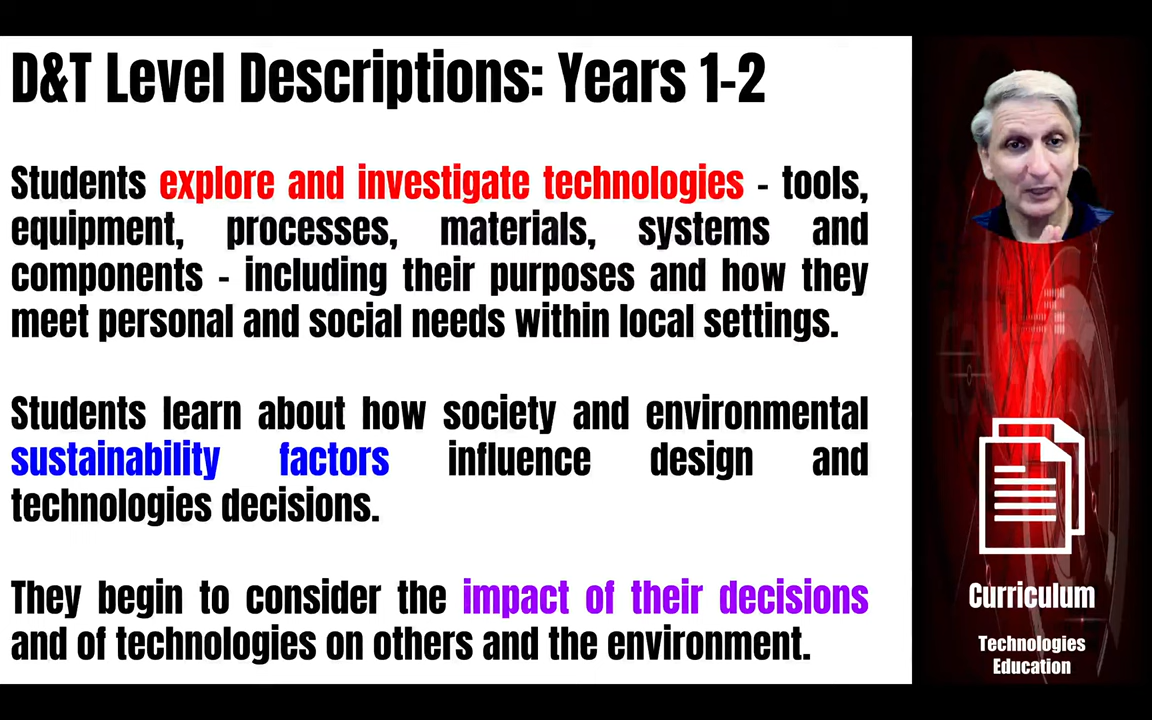 D&T Level Descriptions: Years 1-2
Students explore and investigate technologies - tools,
equipment, processes, materials, systems and
components - including their purposes and how they
meet personal and social needs within local settings.
Students learn about how society and environmental
sustainability factors influence design and
technologies decisions.
They begin to consider the impact of their decisions
and of technologies on others and the environment.
Curriculum
Technologies
Education